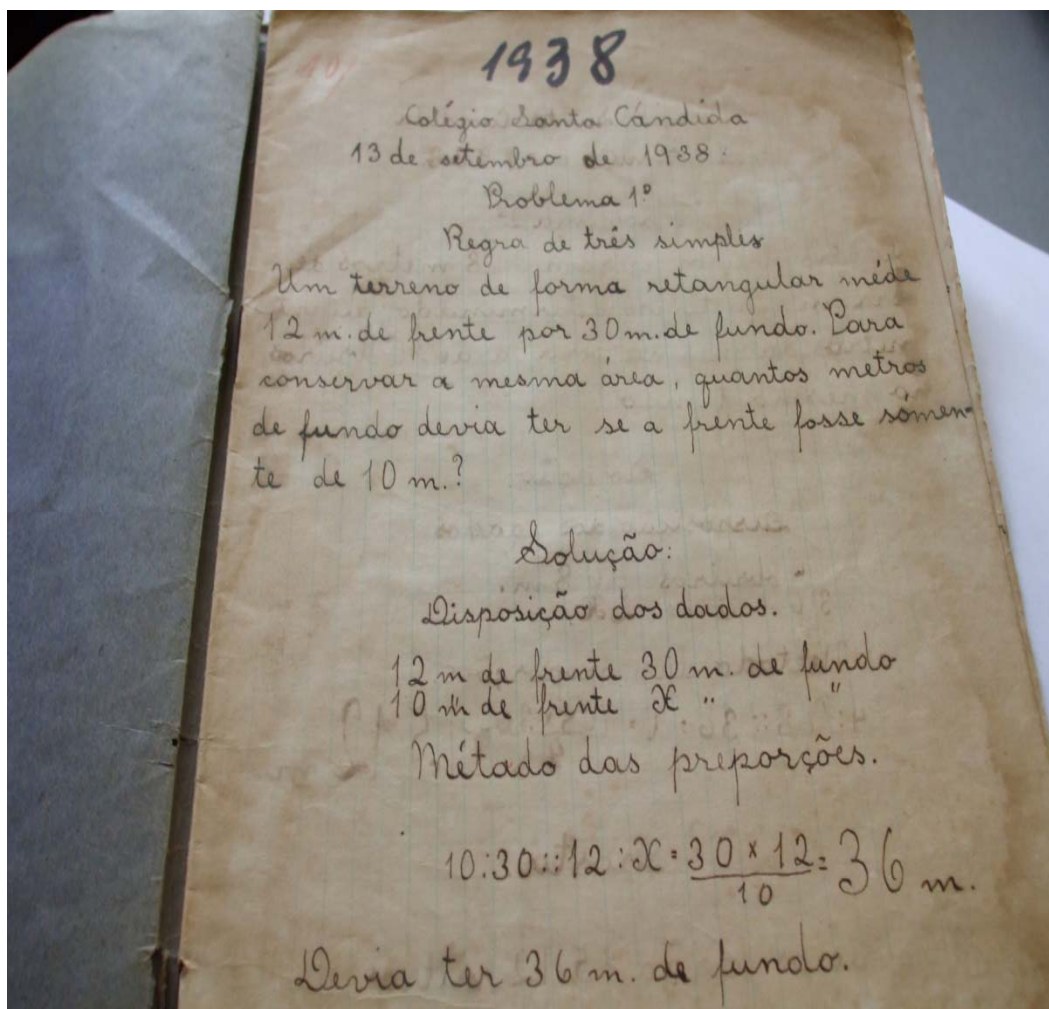 1938
Colégio Santa Cândida
13 de setembro de 1938.
Problema 1º
Regra de três simples
Um terreno de forma retangular méde
12 m. de frente por 30 m. de fundo. Para
conservar a mesma área, quantos metros
de fundo devia ter se a frente fosse sómen-
te de 10 m.?
Solução:
Disposição dos dados.
12 m de frente 30 m. de fundo
10 m de frente x " "
Métado das preporções.
10:30::12:x=30 x 12=36 m.
10
Devia ter 36 m. de fundo.